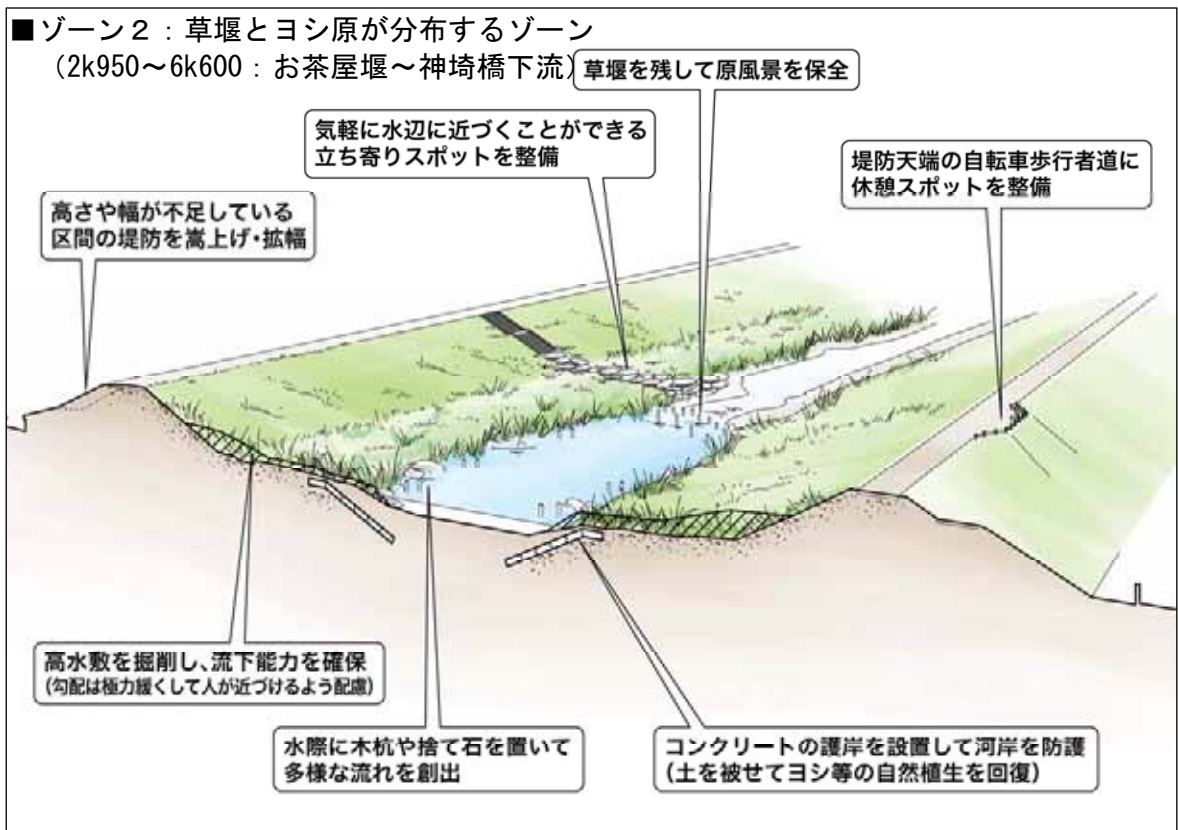 ■ゾーン２：草堰とヨシ原が分布するゾーン
（2k950～6k600：お茶屋堰～神埼橋下流）
草堰を残して原風景を保全
気軽に水辺に近づくことができる
立ち寄りスポットを整備
堤防天端の自転車歩行者道に
休憩スポットを整備
高さや幅が不足している
区間の堤防を嵩上げ・拡幅
高水敷を掘削し、流下能力を確保
(勾配は極力緩くして人が近づけるよう配慮)
水際に木杭や捨て石を置いて
多様な流れを創出
コンクリートの護岸を設置して河岸を防護
(土を被せてヨシ等の自然植生を回復)